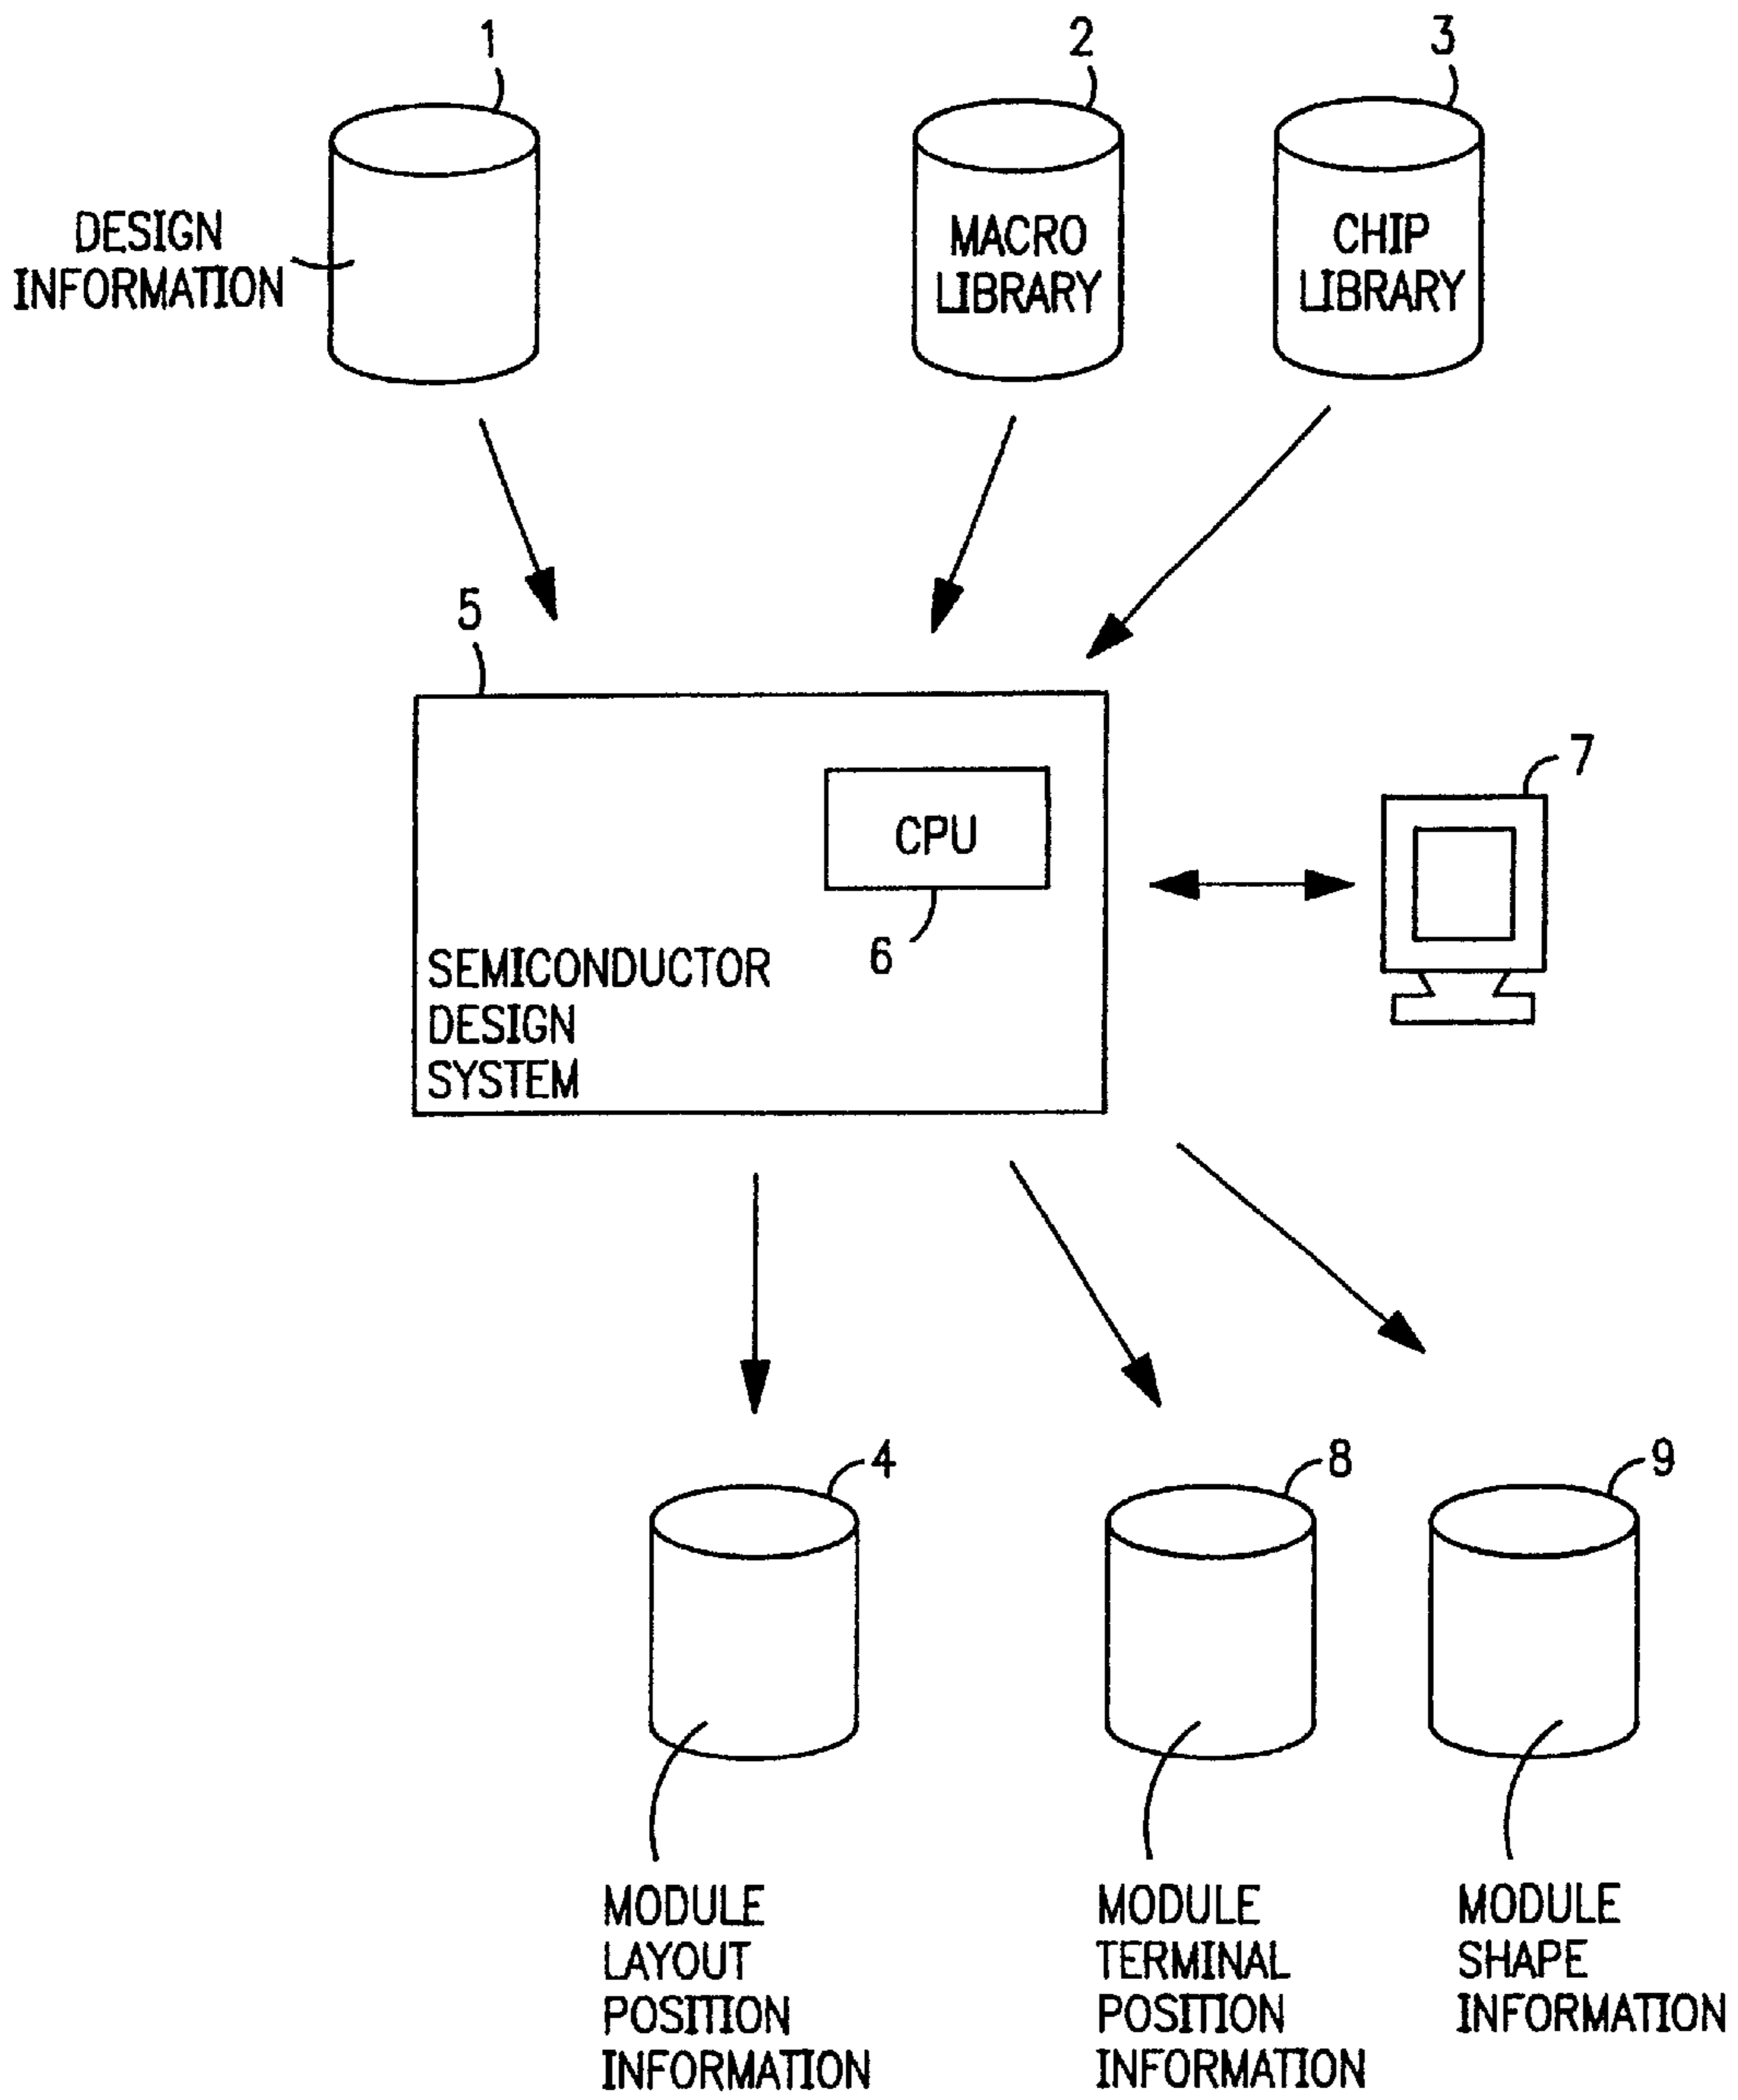 1
2
3
DESIGN
INFORMATION
MACRO
LIBRARY
CHIP
LIBRARY
5
7
CPU
6
SEMICONDUCTOR
DESIGN
SYSTEM
4
8
9
MODULE
LAYOUT
POSITION
INFORMATION
MODULE
TERMINAL
POSITION
INFORMATION
MODULE
SHAPE
INFORMATION